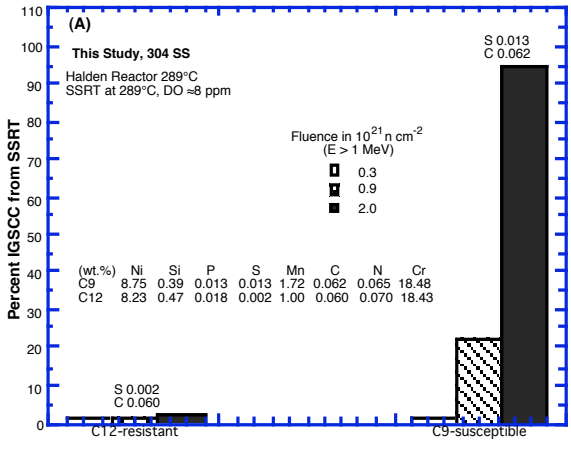 (A)
This Study, 304 SS
Halden Reactor 289°C
SSRT at 289°C, DO ≈8 ppm
S 0.013
C 0.062
Fluence in 10²¹n cm⁻²
(E > 1 MeV)
0.3
0.9
2.0
(wt.%) Ni Si P S Mn C N Cr
C9 8.75 0.39 0.013 0.013 1.72 0.062 0.065 18.48
C12 8.23 0.47 0.018 0.002 1.00 0.060 0.070 18.43
S 0.002
C 0.060
Percent IGSCC from SSRT
110
100
90
80
70
60
50
40
30
20
10
0
C12-resistant
C9-susceptible